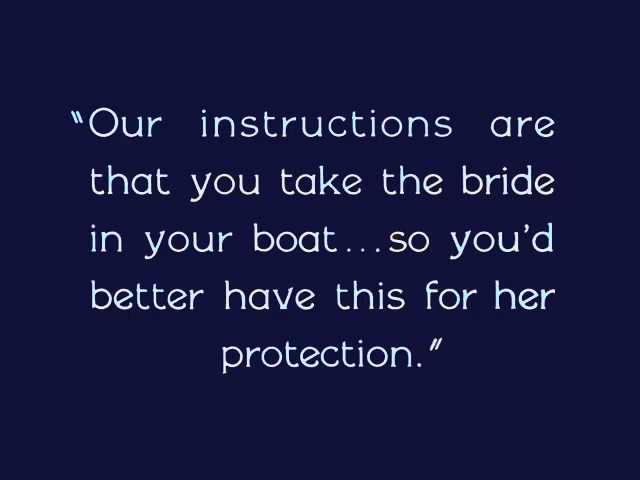 “Our instructions are
that you take the bride
in your boat...so you’d
better have this for her
protection.”